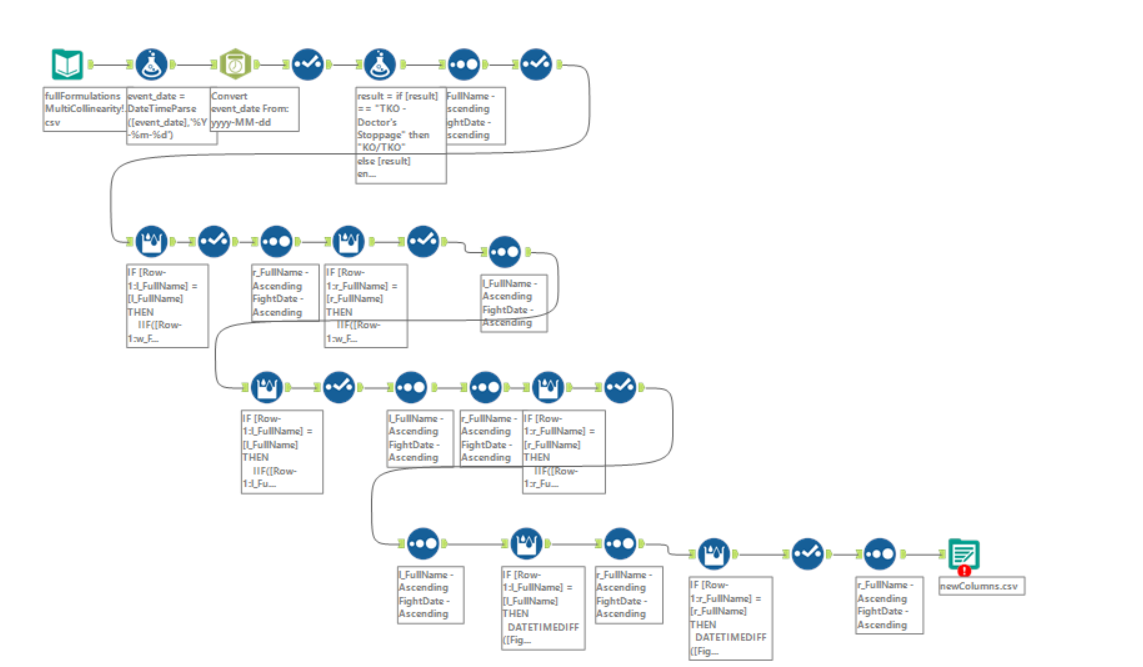 fullFormulations
MultiCollinearity!.
csv
event_date =
DateTimeParse
([event_date],'%Y
-%m-%d')
Convert
event_date From:
yyyy-MM-dd
result = if [result]
== "TKO -
Doctor's
Stoppage" then
"KO/TKO"
else [result]
en...
FullName -
scending
ghtDate -
scending
IF [Row-
1:l_FullName] =
[l_FullName]
THEN
IIF([Row-
1:w_F...
r_FullName -
Ascending
FightDate -
Ascending
IF [Row-
1:r_FullName] =
[r_FullName]
THEN
IIF([Row-
1:w_F...
l_FullName -
Ascending
FightDate -
Ascending
IF [Row-
1:l_FullName] =
[l_FullName]
THEN
IIF([Row-
1:l_Fu...
l_FullName -
Ascending
FightDate -
Ascending
r_FullName -
Ascending
FightDate -
Ascending
IF [Row-
1:r_FullName] =
[r_FullName]
THEN
IIF([Row-
1:r_Fu...
l_FullName -
Ascending
FightDate -
Ascending
IF [Row-
1:l_FullName] =
[l_FullName]
THEN
DATETIMEDIFF
([Fig...
r_FullName -
Ascending
FightDate -
Ascending
IF [Row-
1:r_FullName] =
[r_FullName]
THEN
DATETIMEDIFF
([Fig...
r_FullName -
Ascending
FightDate -
Ascending
newColumns.csv